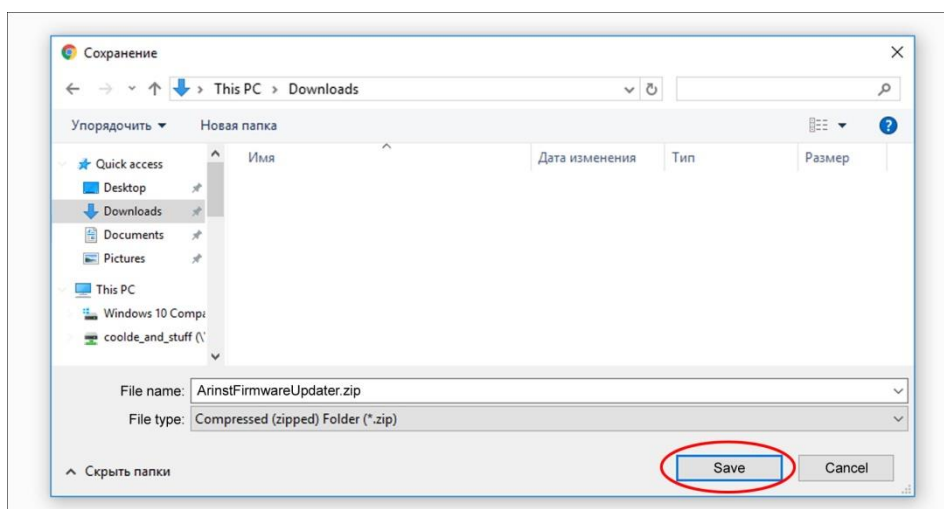 Сохранение
This PC > Downloads
Упорядочить Новая папка
Имя Дата изменения Тип Размер
Quick access
Desktop
Downloads
Documents
Pictures
This PC
Windows 10 Compa
coolde_and_stuff (\\
File name: ArinstFirmwareUpdater.zip
File type: Compressed (zipped) Folder (*.zip)
Скрыть папки Save Cancel